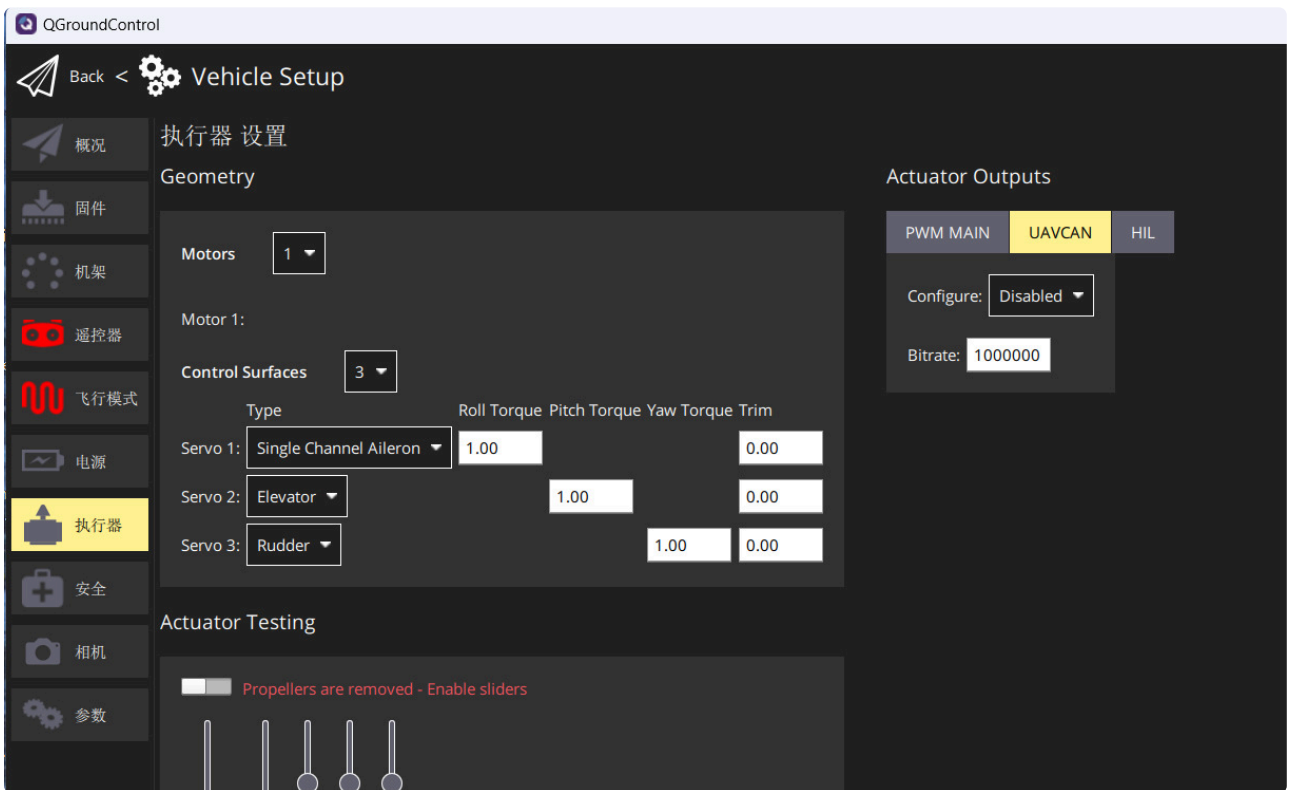 QGroundControl
Back < Vehicle Setup
概况
固件
机架
遥控器
飞行模式
电源
执行器
安全
相机
参数
执行器 设置
Geometry
Motors 1
Motor 1:
Control Surfaces 3
Type Roll Torque Pitch Torque Yaw Torque Trim
Servo 1: Single Channel Aileron 1.00 0.00
Servo 2: Elevator 1.00 0.00
Servo 3: Rudder 1.00 0.00
Actuator Testing
Propellers are removed - Enable sliders
Actuator Outputs
PWM MAIN UAVCAN HIL
Configure: Disabled
Bitrate: 1000000